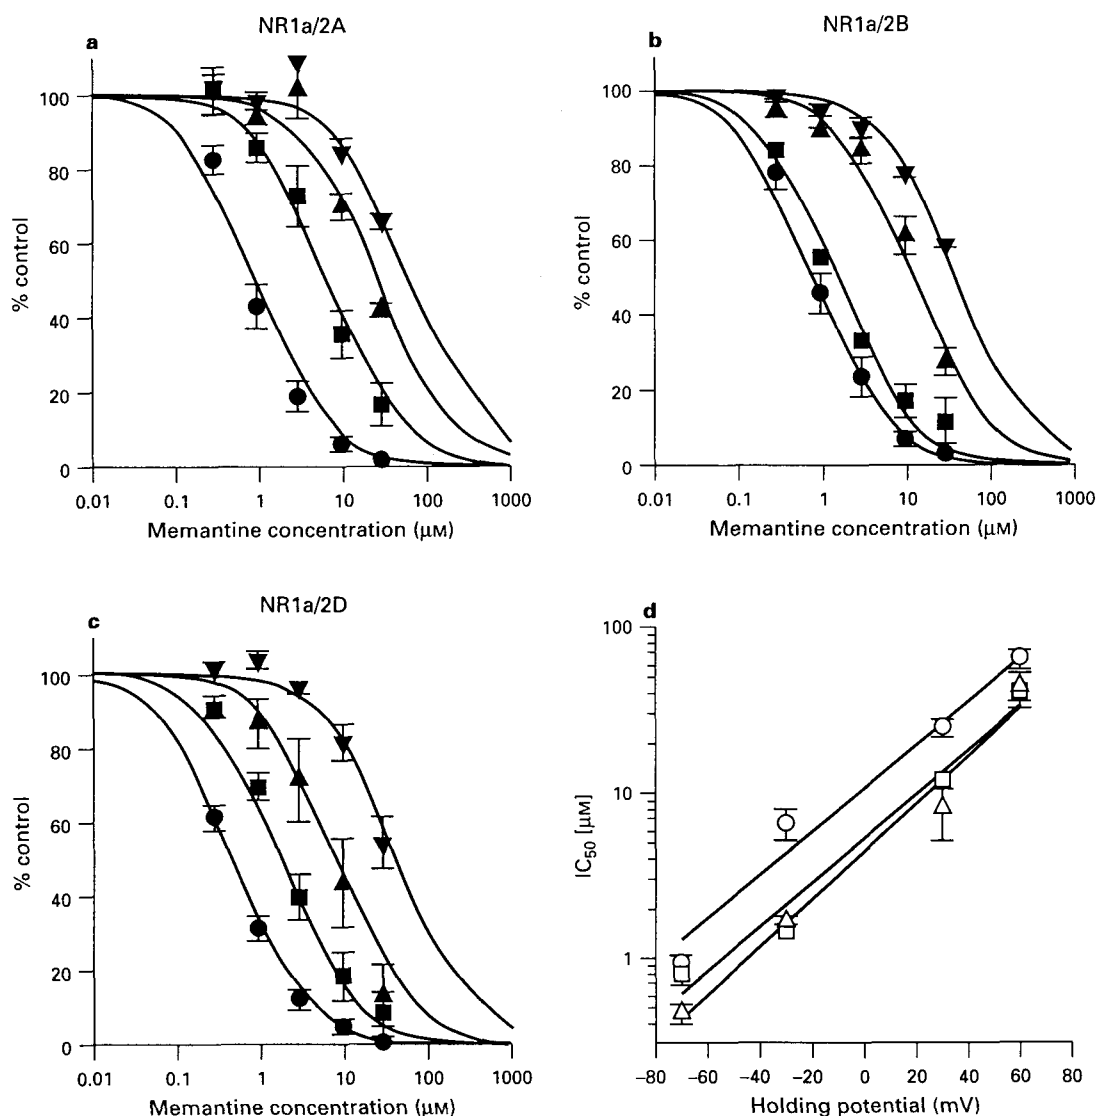 NR1a/2A
a
100
80
60
40
20
0
% control
0.01 0.1 1 10 100 1000
Memantine concentration (µM)
NR1a/2B
b
100
80
60
40
20
0
% control
0.01 0.1 1 10 100 1000
Memantine concentration (µM)
NR1a/2D
c
100
80
60
40
20
0
% control
0.01 0.1 1 10 100 1000
Memantine concentration (µM)
d
100
10
1
IC50 [µM]
−80 −60 −40 −20 0 20 40 60 80
Holding potential (mV)